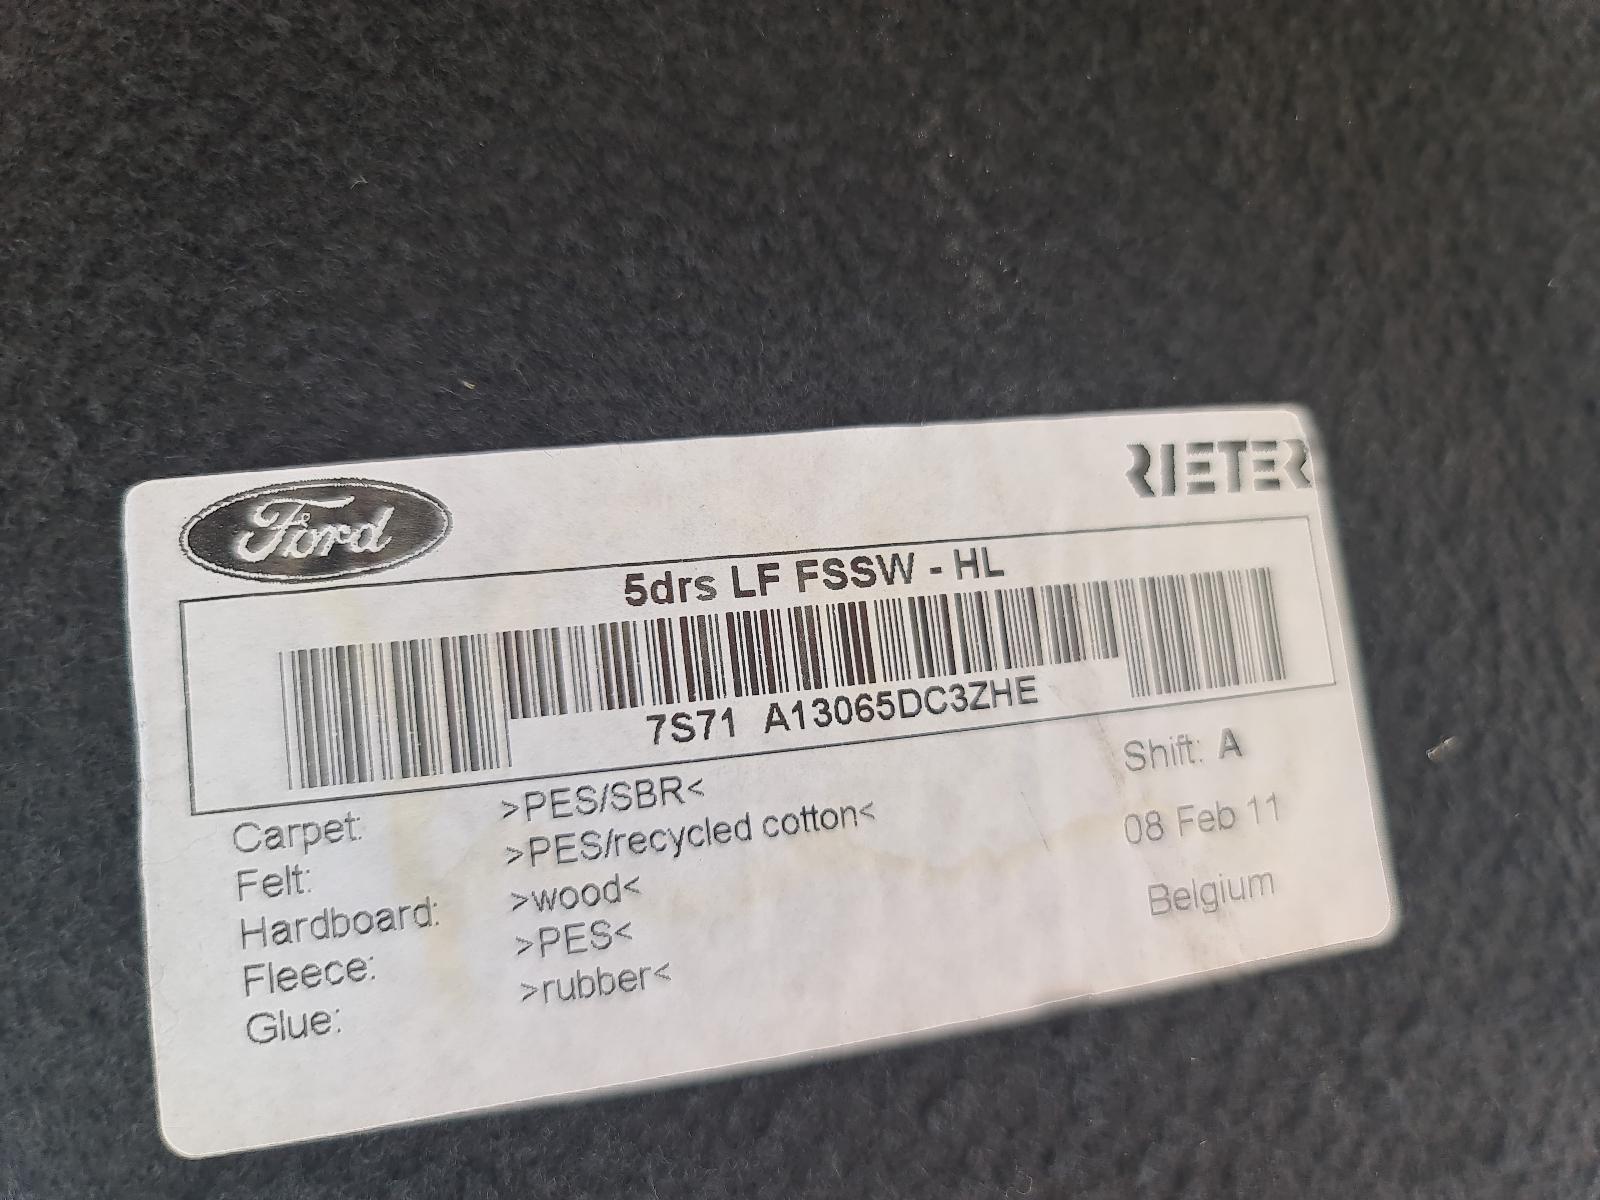 Ford
RIETER
5drs LF FSSW - HL
7S71 A13065DC3ZHE
Carpet: >PES/SBR<
Felt: >PES/recycled cotton<
Hardboard: >wood<
Fleece: >PES<
Glue: >rubber<
Shift: A
08 Feb 11
Belgium